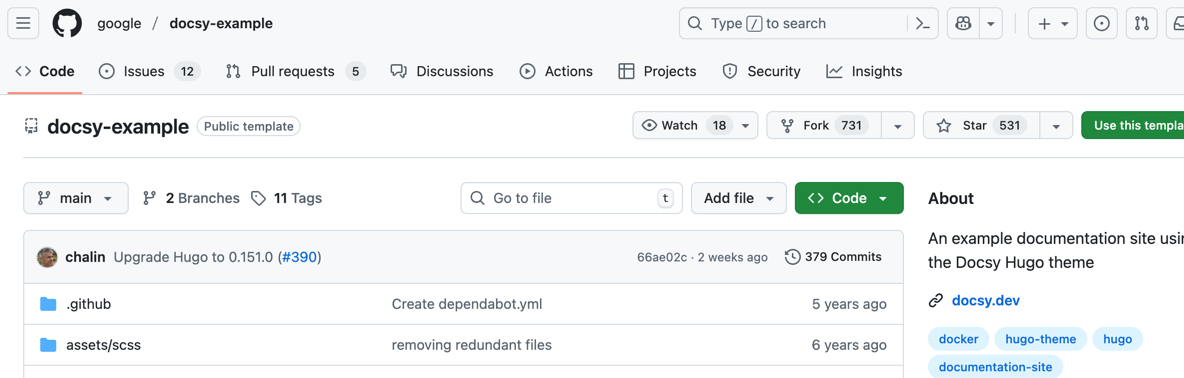 google / docsy-example
Type / to search
Code Issues 12 Pull requests 5 Discussions Actions Projects Security Insights
docsy-example Public template
Watch 18 Fork 731 Star 531 Use this templa
main 2 Branches 11 Tags Go to file t Add file Code
About
An example documentation site usin
the Docsy Hugo theme
docsy.dev
docker hugo-theme hugo
documentation-site
chalin Upgrade Hugo to 0.151.0 (#390) 66ae02c · 2 weeks ago 379 Commits
.github Create dependabot.yml 5 years ago
assets/scss removing redundant files 6 years ago